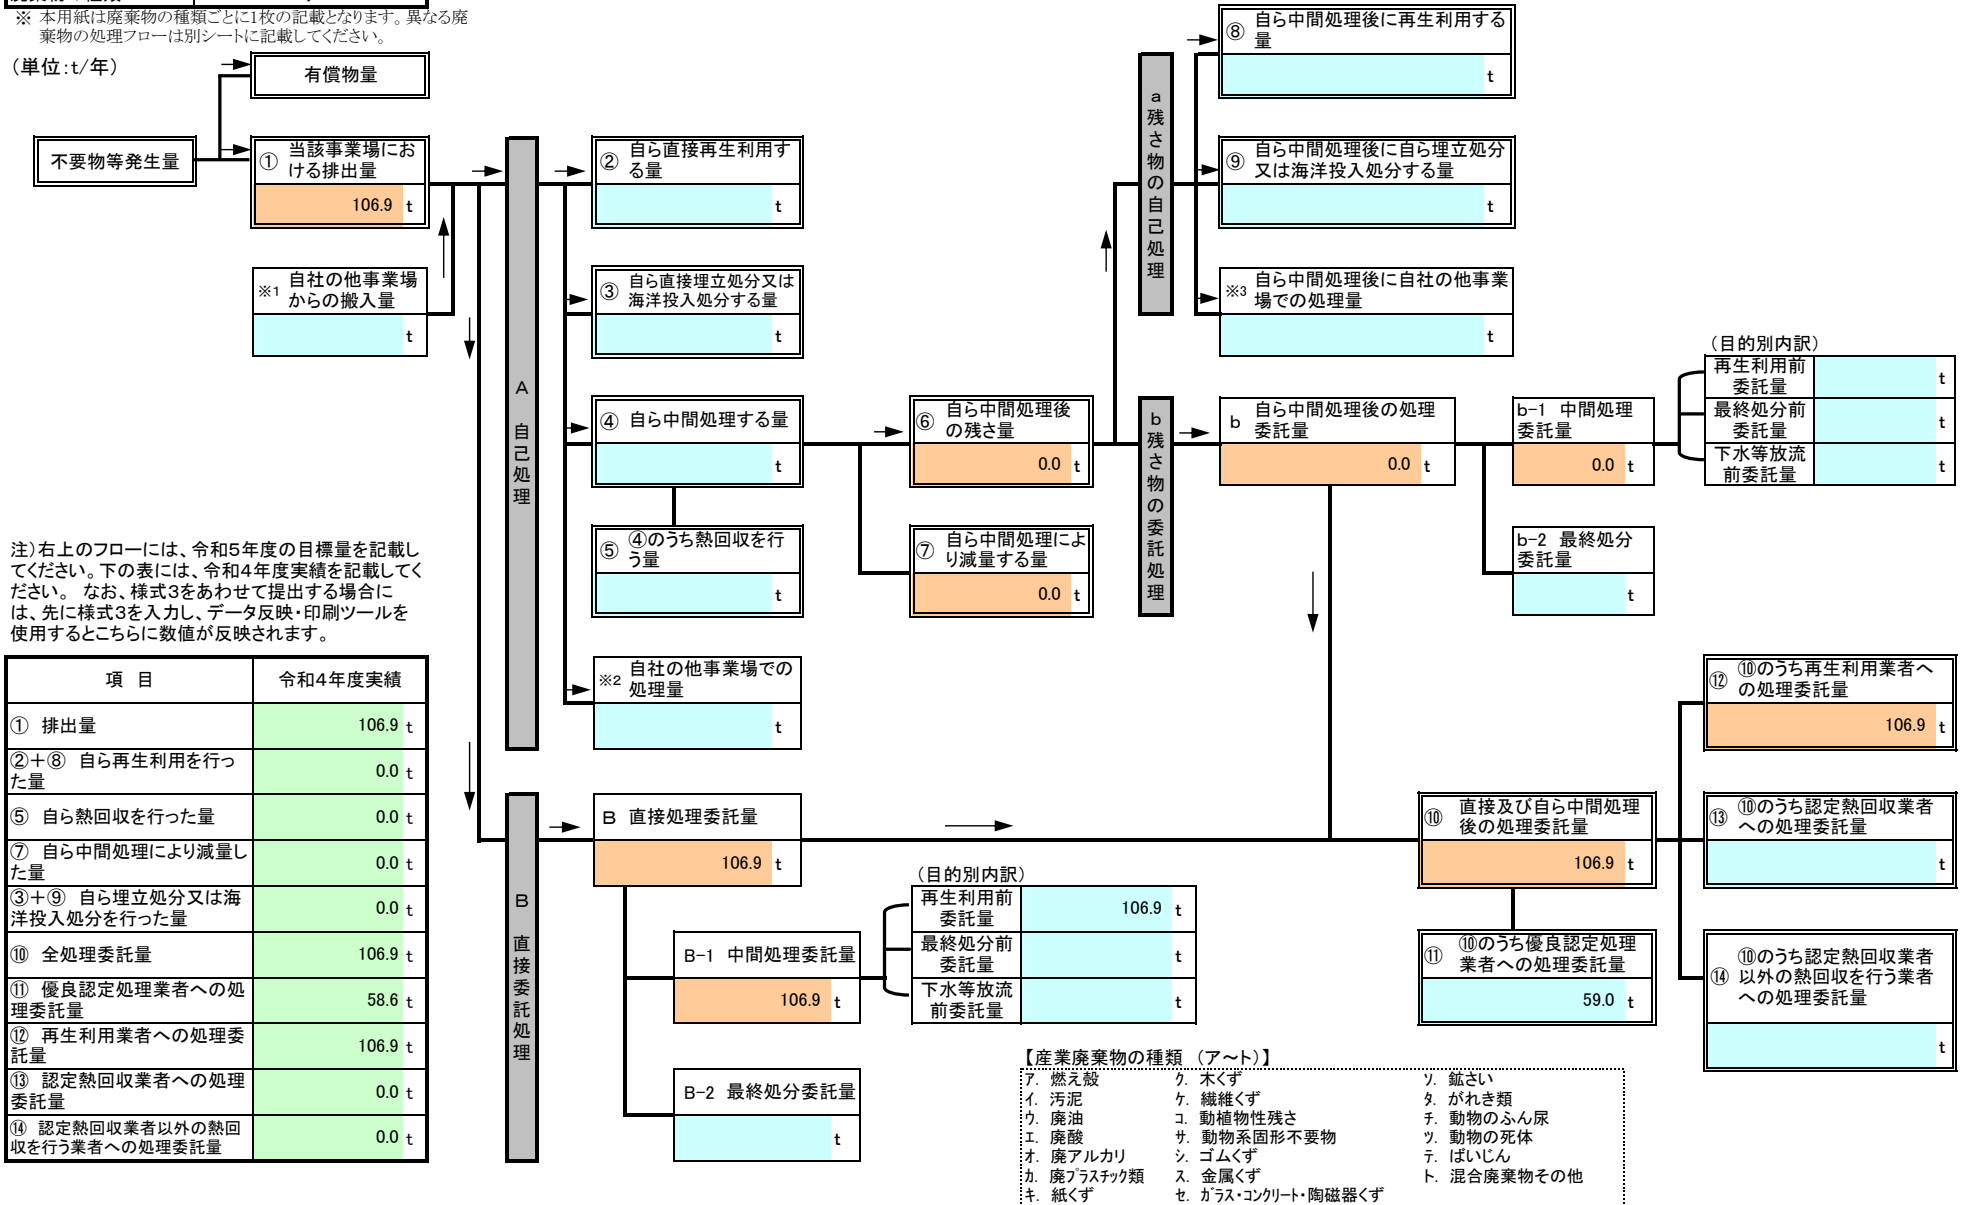 ※ 本用紙は廃棄物の種類ごとに1枚の記載となります。異なる廃
棄物の処理フローは別シートに記載してください。
（単位:t/年）
有償物量
不要物等発生量
① 当該事業場にお
ける排出量
106.9 t
※1 自社の他事業場
からの搬入量
t
A 自己処理
② 自ら直接再生利用す
る量
t
③ 自ら直接埋立処分又は
海洋投入処分する量
t
④ 自ら中間処理する量
t
⑤ ④のうち熱回収を行
う量
t
※2 自社の他事業場での
処理量
t
⑥ 自ら中間処理後
の残さ量
0.0 t
⑦ 自ら中間処理によ
り減量する量
0.0 t
a 残さ物の自己処理
⑧ 自ら中間処理後に再生利用する
量
t
⑨ 自ら中間処理後に自ら埋立処分
又は海洋投入処分する量
t
※3 自ら中間処理後に自社の他事業
場での処理量
t
b 残さ物の委託処理
b 自ら中間処理後の処理
委託量
0.0 t
b-1 中間処理
委託量
0.0 t
b-2 最終処分
委託量
t
（目的別内訳）
再生利用前
委託量
t
最終処分前
委託量
t
下水等放流
前委託量
t
注）右上のフローには、令和5年度の目標量を記載し
てください。下の表には、令和4年度実績を記載してく
ださい。 なお、様式3をあわせて提出する場合に
は、先に様式3を入力し、データ反映・印刷ツールを
使用するとこちらに数値が反映されます。
項 目 令和4年度実績
① 排出量 106.9 t
②＋⑧ 自ら再生利用を行っ
た量
0.0 t
⑤ 自ら熱回収を行った量 0.0 t
⑦ 自ら中間処理により減量し
た量
0.0 t
③＋⑨ 自ら埋立処分又は海
洋投入処分を行った量
0.0 t
⑩ 全処理委託量 106.9 t
⑪ 優良認定処理業者への処
理委託量
58.6 t
⑫ 再生利用業者への処理委
託量
106.9 t
⑬ 認定熱回収業者への処理
委託量
0.0 t
⑭ 認定熱回収業者以外の熱回
収を行う業者への処理委託量
0.0 t
B 直接委託処理
B 直接処理委託量
106.9 t
B-1 中間処理委託量
106.9 t
B-2 最終処分委託量
t
（目的別内訳）
再生利用前
委託量
106.9 t
最終処分前
委託量
t
下水等放流
前委託量
t
⑩ 直接及び自ら中間処理
後の処理委託量
106.9 t
⑪ ⑩のうち優良認定処理
業者への処理委託量
59.0 t
⑫ ⑩のうち再生利用業者へ
の処理委託量
106.9 t
⑬ ⑩のうち認定熱回収業者
への処理委託量
t
⑭ ⑩のうち認定熱回収業者
以外の熱回収を行う業者
への処理委託量
t
【産業廃棄物の種類 （ア～ト）】
ア. 燃え殻 ク. 木くず ソ. 鉱さい
イ. 汚泥 ケ. 繊維くず タ. がれき類
ウ. 廃油 コ. 動植物性残さ チ. 動物のふん尿
エ. 廃酸 サ. 動物系固形不要物 ツ. 動物の死体
オ. 廃アルカリ シ. ゴムくず テ. ばいじん
カ. 廃プラスチック類 ス. 金属くず ト. 混合廃棄物その他
キ. 紙くず セ. ガラス・コンクリート・陶磁器くず